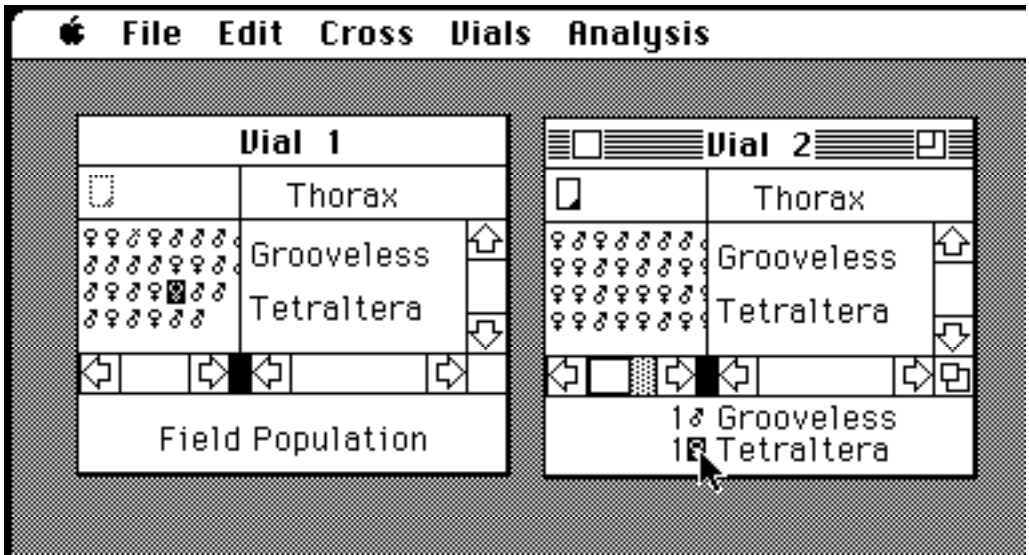 File Edit Cross Vials Analysis
Vial 1
Thorax
Grooveless
Tetraltera
Field Population
Vial 2
Thorax
Grooveless
Tetraltera
1♂ Grooveless
1♀ Tetraltera